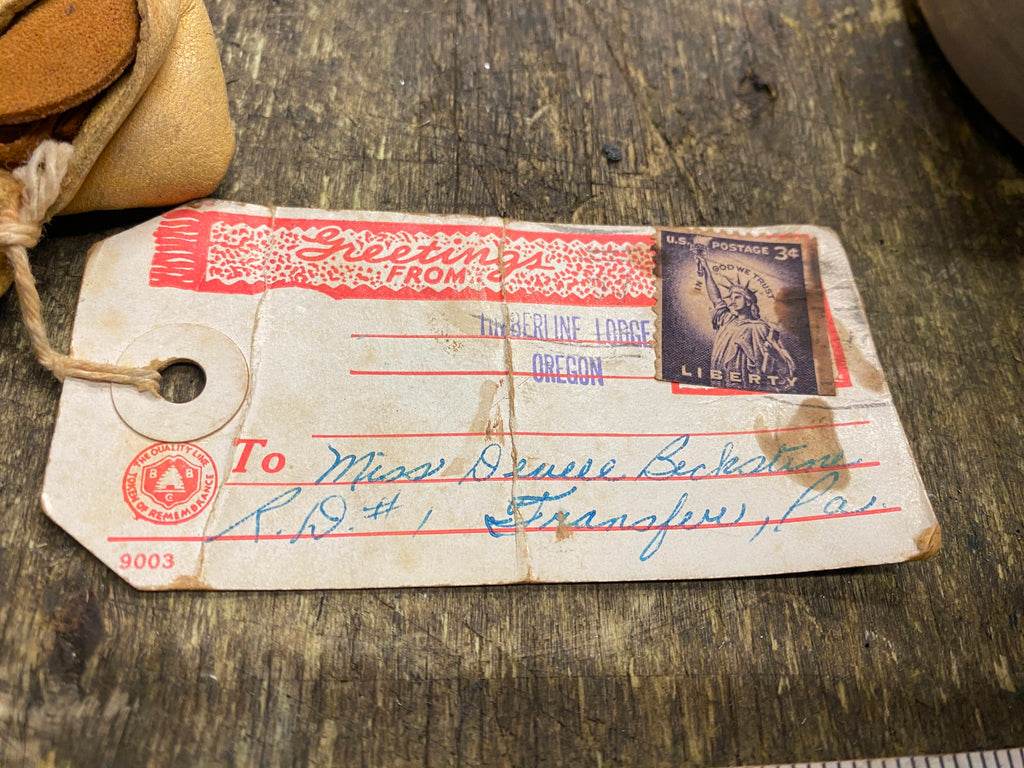 Greetings
FROM
TIMBERLINE LODGE
OREGON
U.S. POSTAGE 3¢
IN GOD WE TRUST
LIBERTY
To Miss Beckstine
R.D. #1 Transfer, Pa.
THE QUALITY LINE
B B
G
TOKEN OF REMEMBRANCE
9003